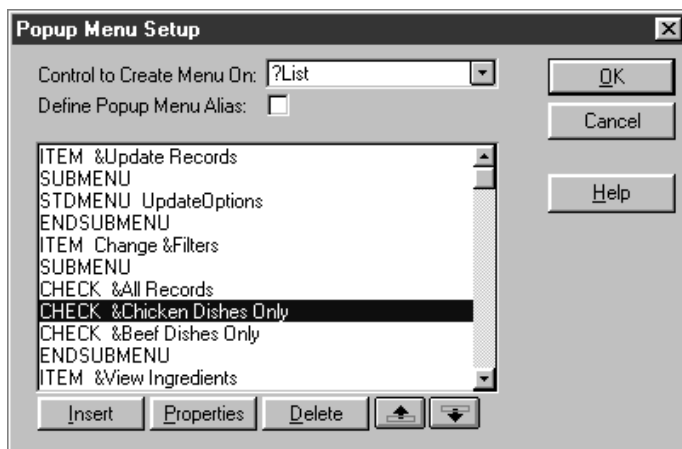 Popup Menu Setup
Control to Create Menu On: ?List
OK
Define Popup Menu Alias:
Cancel
ITEM &Update Records
SUBMENU
STDMENU UpdateOptions
Help
ENDSUBMENU
ITEM Change &Filters
SUBMENU
CHECK &All Records
CHECK &Chicken Dishes Only
CHECK &Beef Dishes Only
ENDSUBMENU
ITEM &View Ingredients
Insert Properties Delete